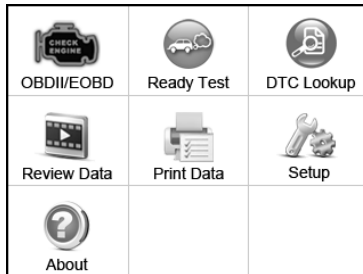 CHECK
ENGINE
OBDII/EOBD
Ready Test
DTC Lookup
Review Data
Print Data
Setup
About